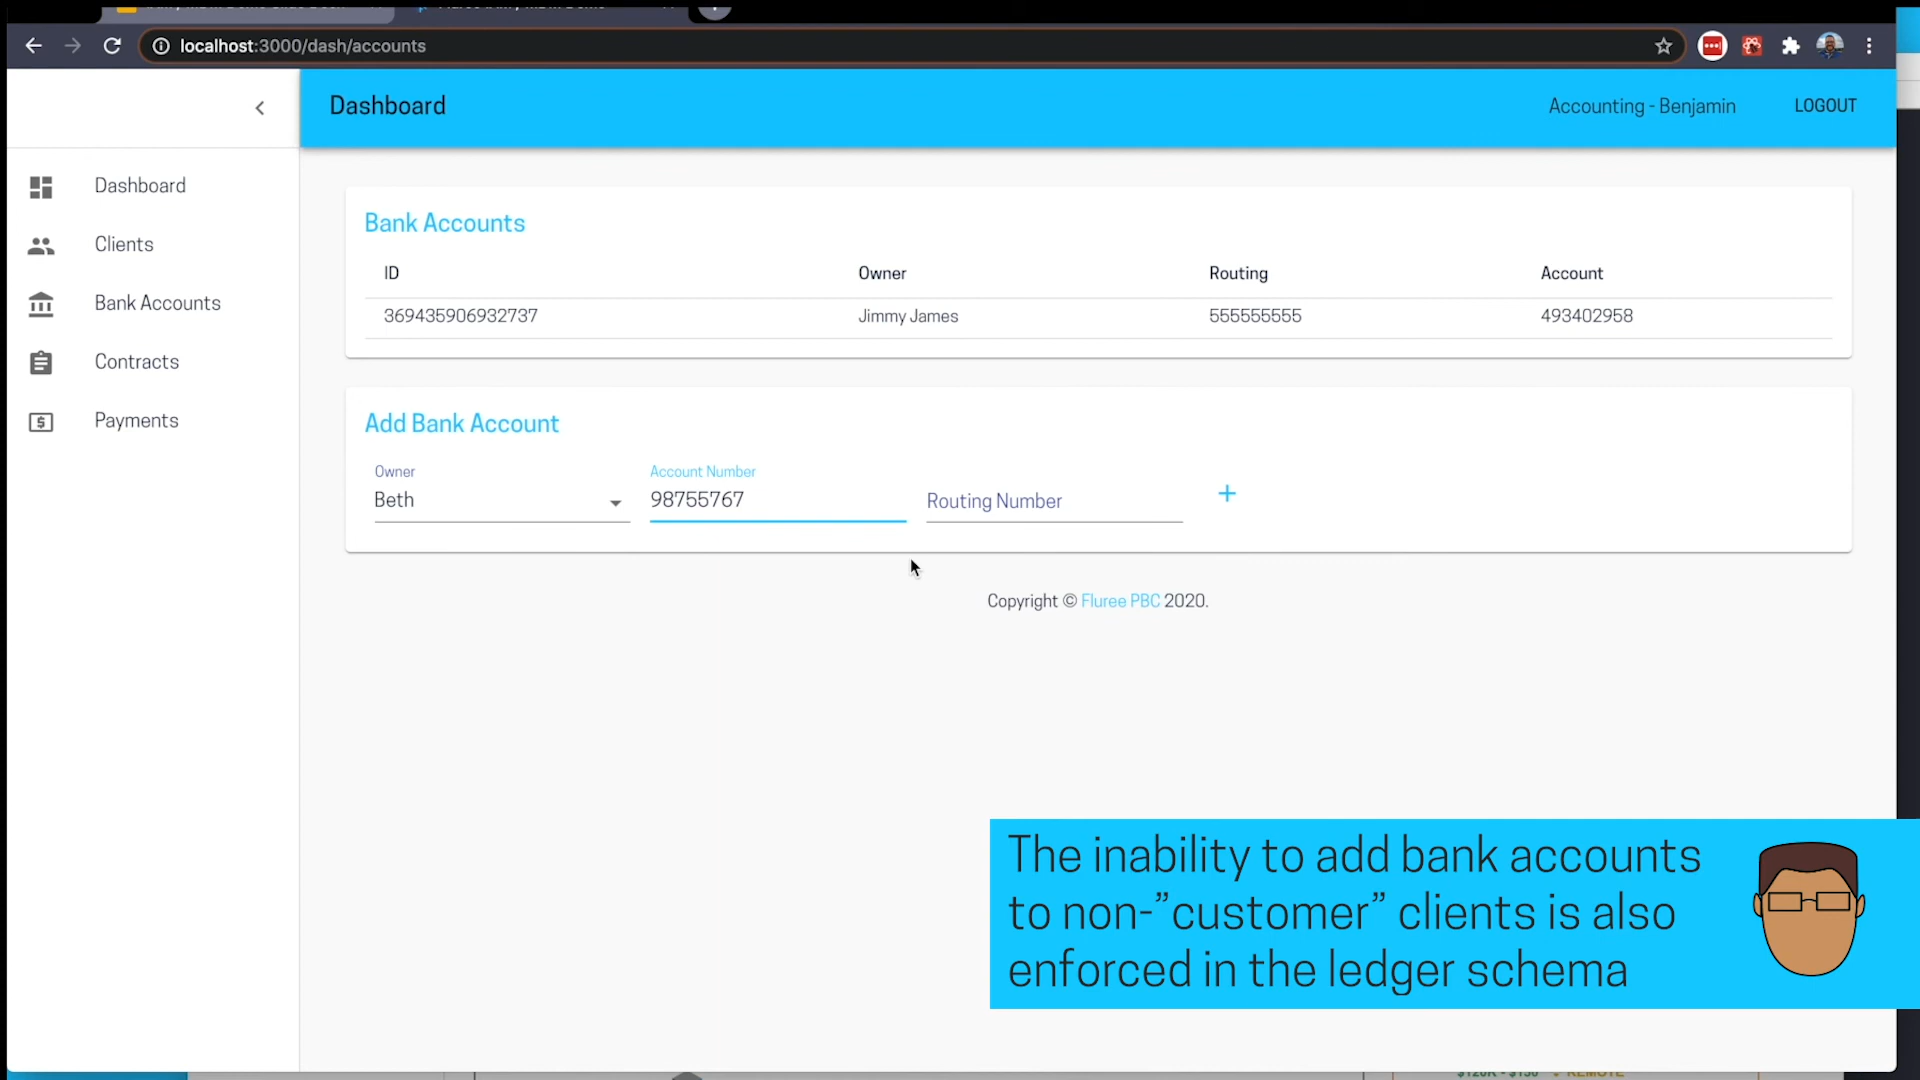 localhost:3000/dash/accounts
Dashboard
Accounting - Benjamin
LOGOUT
Dashboard
Clients
Bank Accounts
Contracts
Payments
Bank Accounts
ID Owner Routing Account
369435906932737 Jimmy James 555555555 493402958
Add Bank Account
Owner
Beth
Account Number
98755767
Routing Number
Copyright © Fluree PBC 2020.
The inability to add bank accounts
to non-”customer” clients is also
enforced in the ledger schema